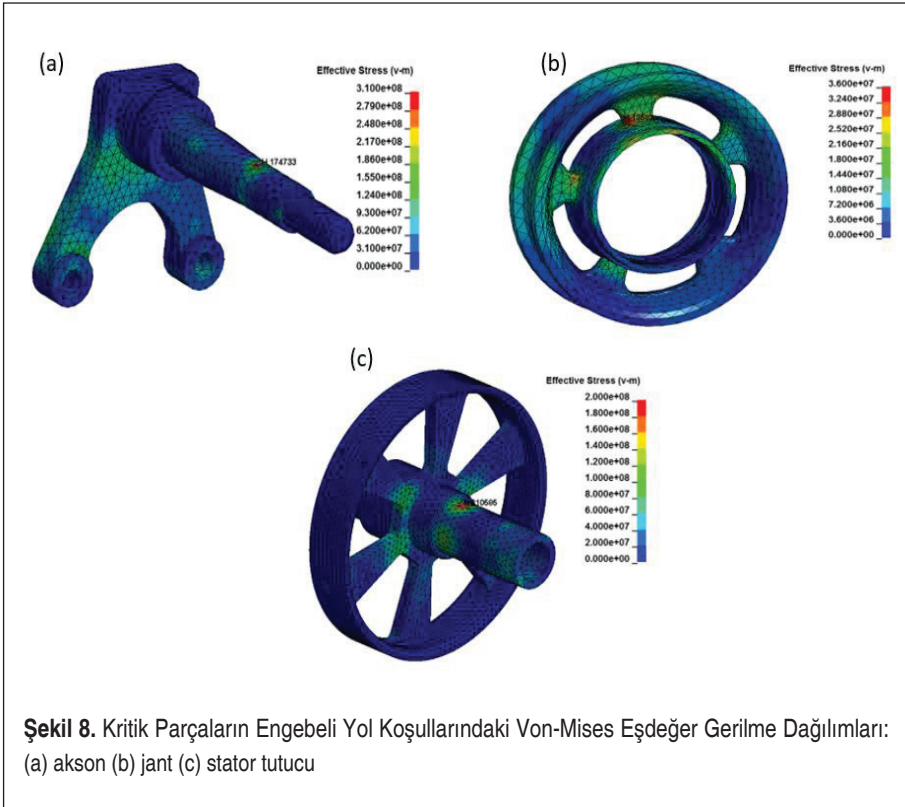 (a)
Effective Stress (v-m)
3.100e+08
2.790e+08
2.480e+08
2.170e+08
1.860e+08
1.550e+08
1.240e+08
9.300e+07
6.200e+07
3.100e+07
0.000e+00
174733
(b)
Effective Stress (v-m)
3.600e+07
3.240e+07
2.880e+07
2.520e+07
2.160e+07
1.800e+07
1.440e+07
1.080e+07
7.200e+06
3.600e+06
0.000e+00
(c)
Effective Stress (v-m)
2.000e+08
1.800e+08
1.600e+08
1.400e+08
1.200e+08
1.000e+08
8.000e+07
6.000e+07
4.000e+07
2.000e+07
0.000e+00
Şekil 8. Kritik Parçaların Engebeli Yol Koşullarındaki Von-Mises Eşdeğer Gerilme Dağılımları:
(a) akson (b) jant (c) stator tutucu